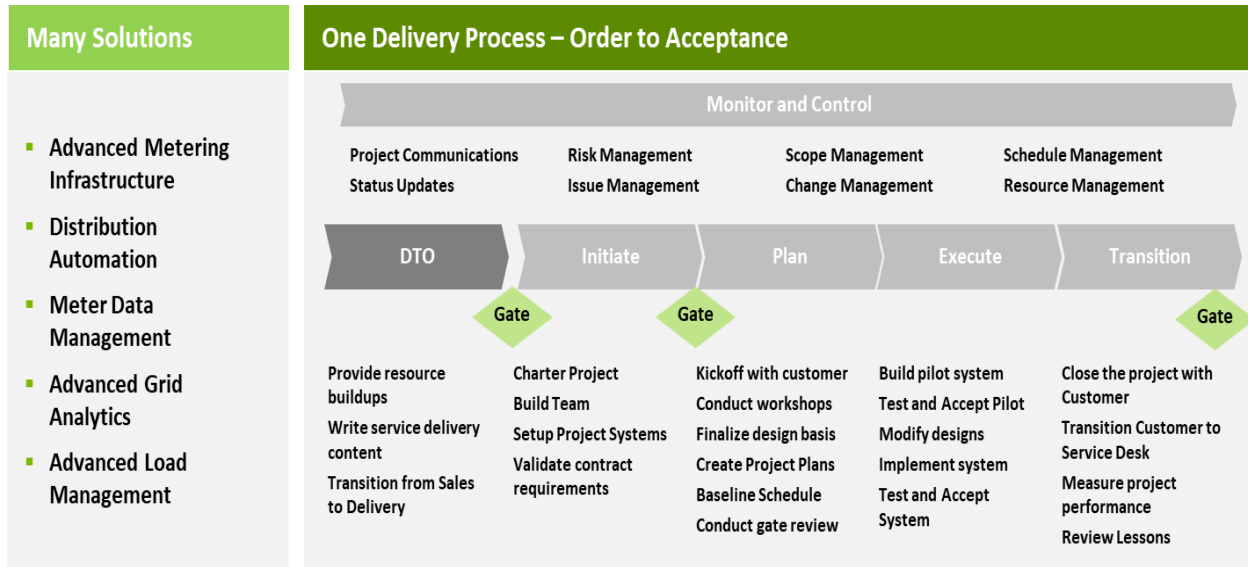 Many Solutions
Advanced Metering
Infrastructure
Distribution
Automation
Meter Data
Management
Advanced Grid
Analytics
Advanced Load
Management
One Delivery Process – Order to Acceptance
Monitor and Control
Project Communications
Status Updates
Risk Management
Issue Management
Scope Management
Change Management
Schedule Management
Resource Management
DTO
Initiate
Plan
Execute
Transition
Gate
Gate
Gate
Provide resource
buildups
Write service delivery
content
Transition from Sales
to Delivery
Charter Project
Build Team
Setup Project Systems
Validate contract
requirements
Kickoff with customer
Conduct workshops
Finalize design basis
Create Project Plans
Baseline Schedule
Conduct gate review
Build pilot system
Test and Accept Pilot
Modify designs
Implement system
Test and Accept
System
Close the project with
Customer
Transition Customer to
Service Desk
Measure project
performance
Review Lessons